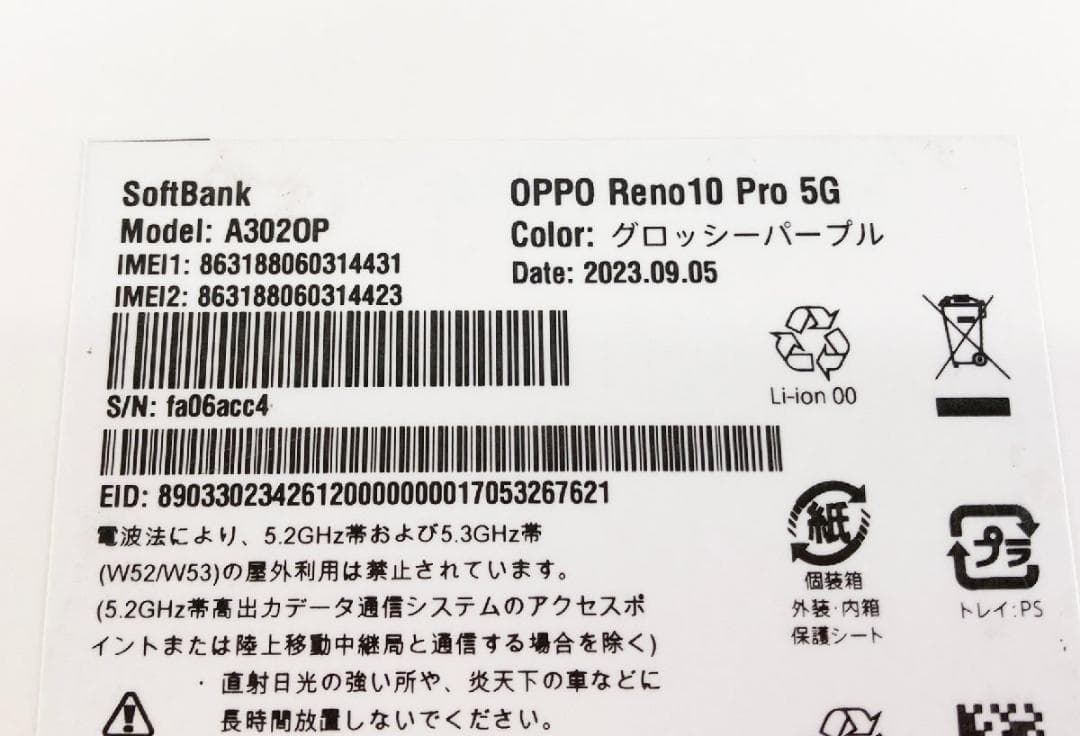 SoftBank
OPPO Reno10 Pro 5G
Model: A302OP
Color: グロッシーパープル
IMEI1: 863188060314431
Date: 2023.09.05
IMEI2: 863188060314423
Li-ion 00
S/N: fa06acc4
EID: 89033023426120000000017053267621
電波法により、5.2GHz帯および5.3GHz帯
(W52/W53)の屋外利用は禁止されています。
(5.2GHz帯高出力データ通信システムのアクセスポ
イントまたは陸上移動中継局と通信する場合を除く)
・直射日光の強い所や、炎天下の車などに
長時間放置しないでください。
紙
個装箱
外装・内箱
保護シート
プラ
トレイ:PS